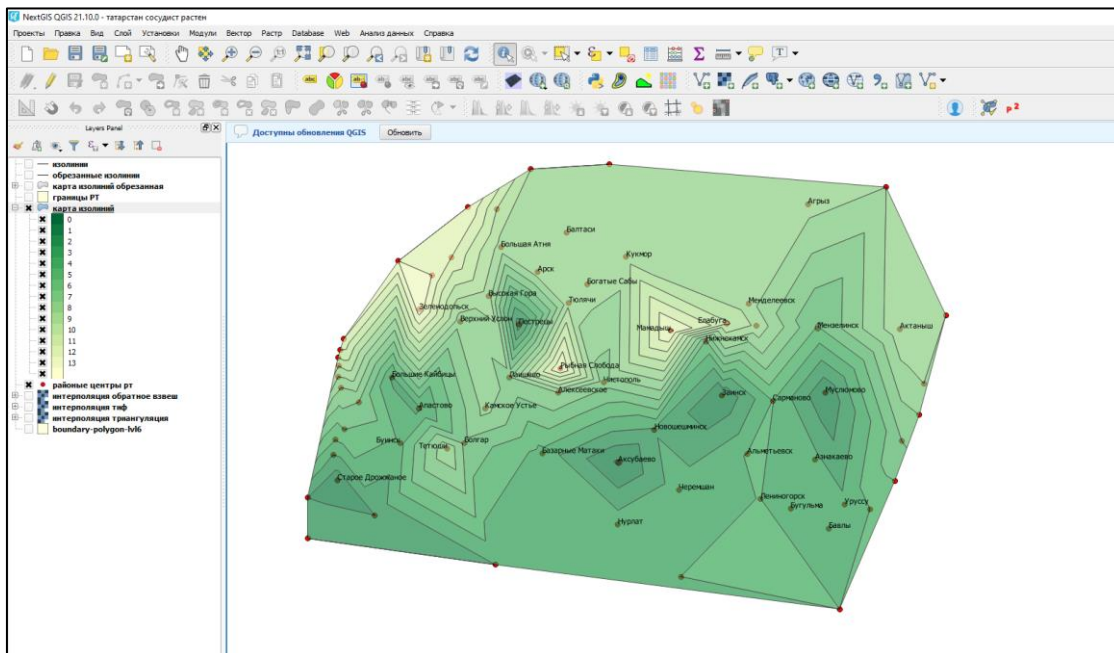 NextGIS QGIS 21.10.0 - татарстан сосудист растен
Проекты Правка Вид Слой Установки Модули Вектор Растр Database Web Анализ данных Справка
Layers Panel
Доступны обновления QGIS Обновить
изолинии
обрезанные изолинии
карта изолиний обрезанная
границы РТ
карта изолиний
0
1
2
3
4
5
6
7
8
9
10
11
12
13
районые центры рт
интерполяция обратное взвеш
интерполяция тиф
интерполяция триангуляция
boundary-polygon-lvl6
Агрыз
Балтаси
Большая Атня
Кукмор
Арск
Богатые Сабы
Высокая Гора
Тюлячи
Менделеевск
Зеленодольск
Верхний Услон
Пестрецы
Мамадыш
Елабуга
Мензелинск
Актаныш
Нижнекамск
Рыбная Слобода
Большие Кайбицы
Лаишево
Чистополь
Алексеевское
Муслюмово
Заинск
Сарманово
Апастово
Камское Устье
Новошешминск
Буинск
Тетюши
Болгар
Базарные Матаки
Аксубаево
Альметьевск
Азнакаево
Старое Дрожжаное
Черемшан
Лениногорск
Бугульма
Уруссу
Нурлат
Бавлы